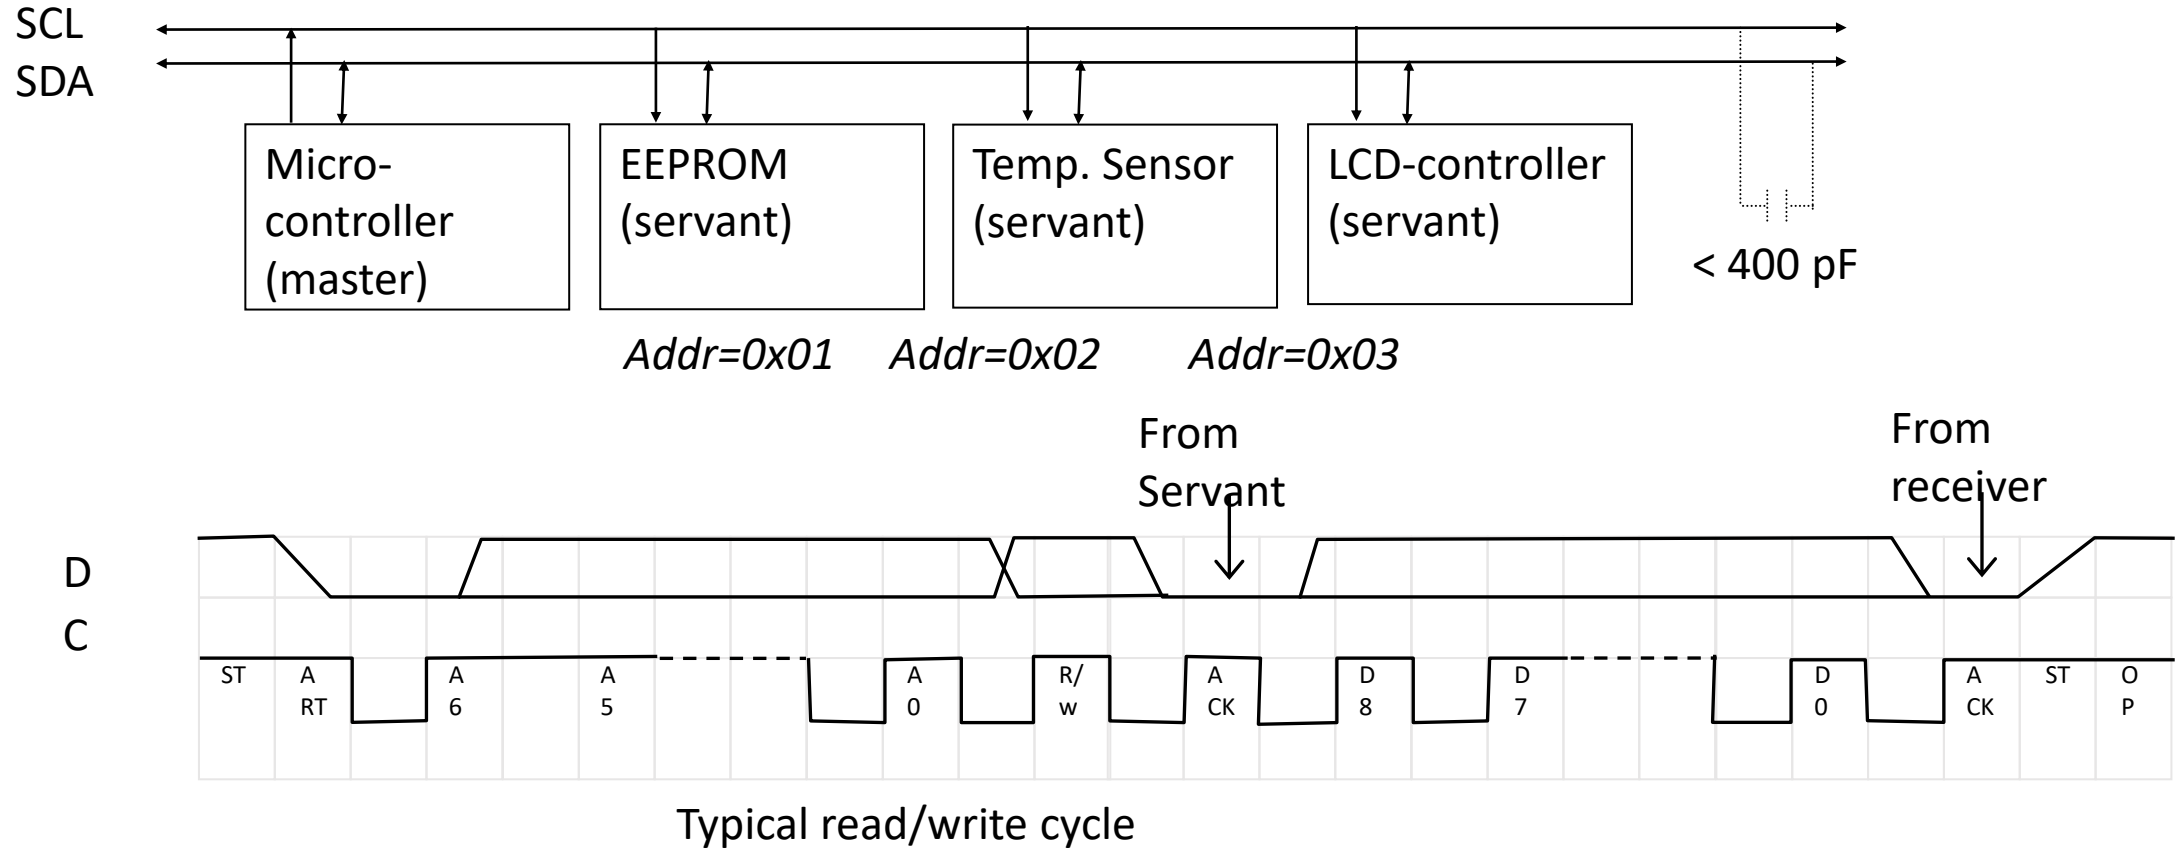 SCL
SDA
Micro-
controller
(master)
EEPROM
(servant)
Temp. Sensor
(servant)
LCD-controller
(servant)
< 400 pF
Addr=0x01
Addr=0x02
Addr=0x03
From
Servant
From
receiver
D
C
ST
A
RT
A
6
A
5
A
0
R/
w
A
CK
D
8
D
7
D
0
A
CK
ST
O
P
Typical read/write cycle